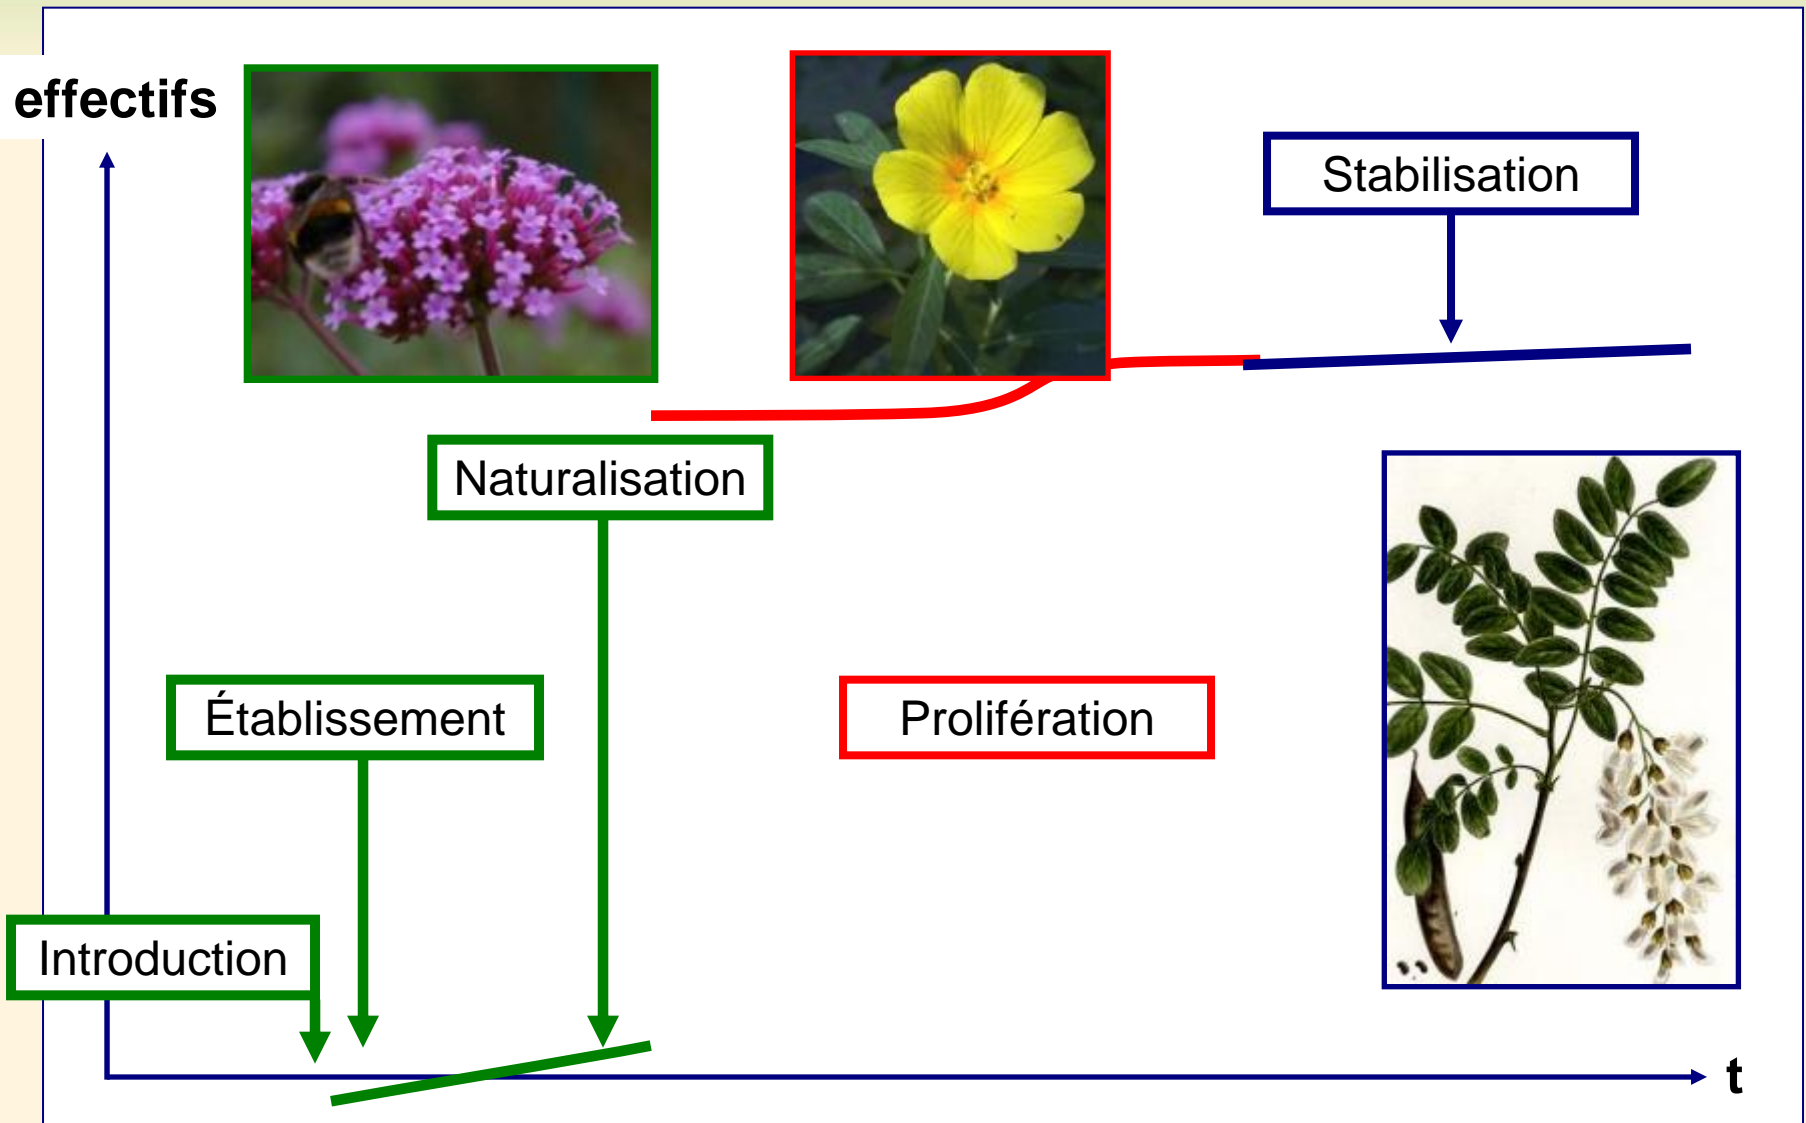 effectifs
Stabilisation
Naturalisation
Établissement
Prolifération
Introduction
t